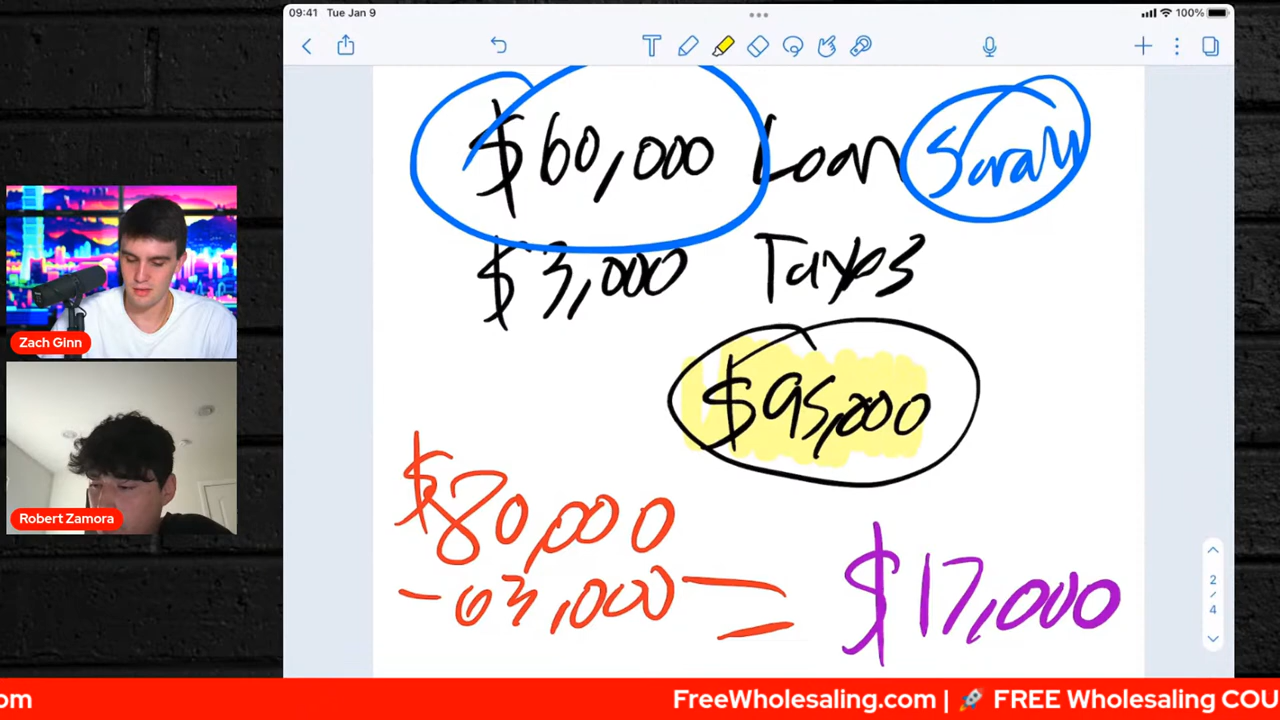 09:41 Tue Jan 9
100%
$60,000 Loan Sarah
$3,000 Taxes
$95,000
$80,000
- 63,000 = $17,000
2
/
4
Zach Ginn
Robert Zamora
om FreeWholesaling.com | 🚀 FREE Wholesaling COU